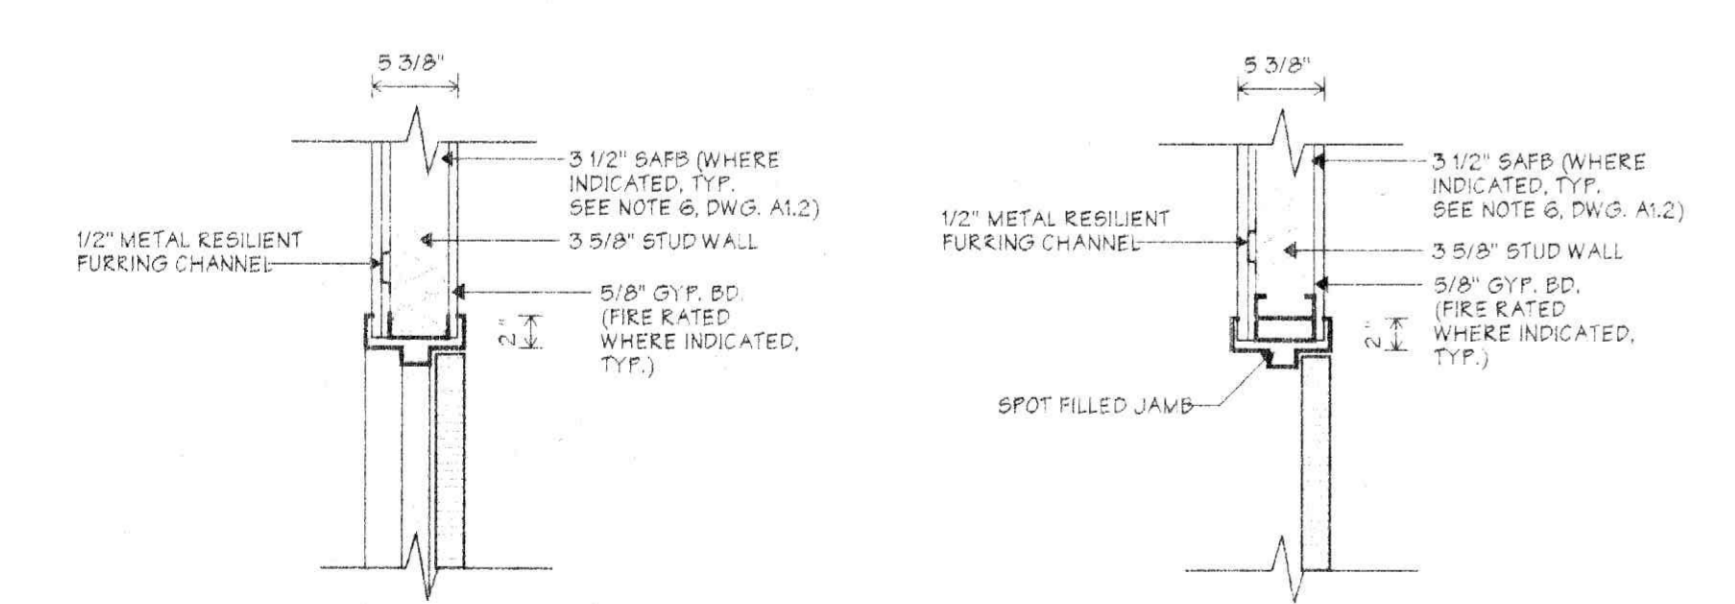 5 3/8"
3 1/2" SAFB (WHERE
INDICATED, TYP.
SEE NOTE 6, DWG. A1.2)
1/2" METAL RESILIENT
FURRING CHANNEL
3 5/8" STUD WALL
5/8" GYP. BD.
(FIRE RATED
WHERE INDICATED,
TYP.)
2"
5 3/8"
3 1/2" SAFB (WHERE
INDICATED, TYP.
SEE NOTE 6, DWG. A1.2)
1/2" METAL RESILIENT
FURRING CHANNEL
3 5/8" STUD WALL
5/8" GYP. BD.
(FIRE RATED
WHERE INDICATED,
TYP.)
2"
SPOT FILLED JAMB